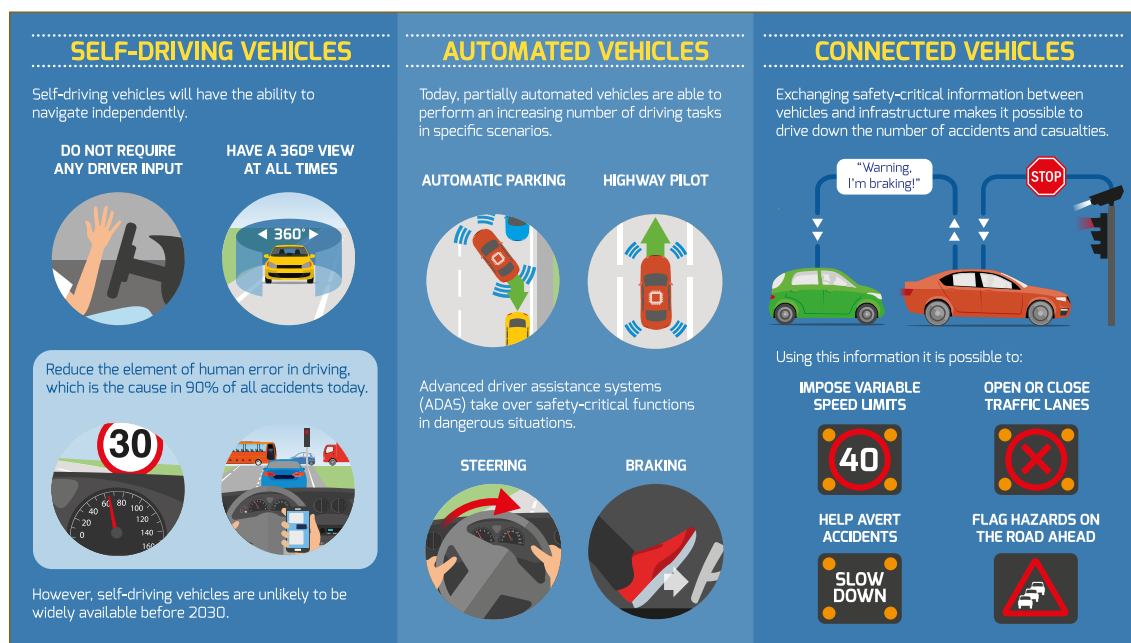 SELF-DRIVING VEHICLES
Self-driving vehicles will have the ability to
navigate independently.
DO NOT REQUIRE
ANY DRIVER INPUT
HAVE A 360º VIEW
AT ALL TIMES
360°
Reduce the element of human error in driving,
which is the cause in 90% of all accidents today.
30
0
20
40
60
80
100
120
140
160
However, self-driving vehicles are unlikely to be
widely available before 2030.
AUTOMATED VEHICLES
Today, partially automated vehicles are able to
perform an increasing number of driving tasks
in specific scenarios.
AUTOMATIC PARKING
HIGHWAY PILOT
Advanced driver assistance systems
(ADAS) take over safety-critical functions
in dangerous situations.
STEERING
BRAKING
CONNECTED VEHICLES
Exchanging safety-critical information between
vehicles and infrastructure makes it possible to
drive down the number of accidents and casualties.
“Warning,
I’m braking!”
STOP
Using this information it is possible to:
IMPOSE VARIABLE
SPEED LIMITS
40
OPEN OR CLOSE
TRAFFIC LANES
HELP AVERT
ACCIDENTS
SLOW
DOWN
FLAG HAZARDS ON
THE ROAD AHEAD